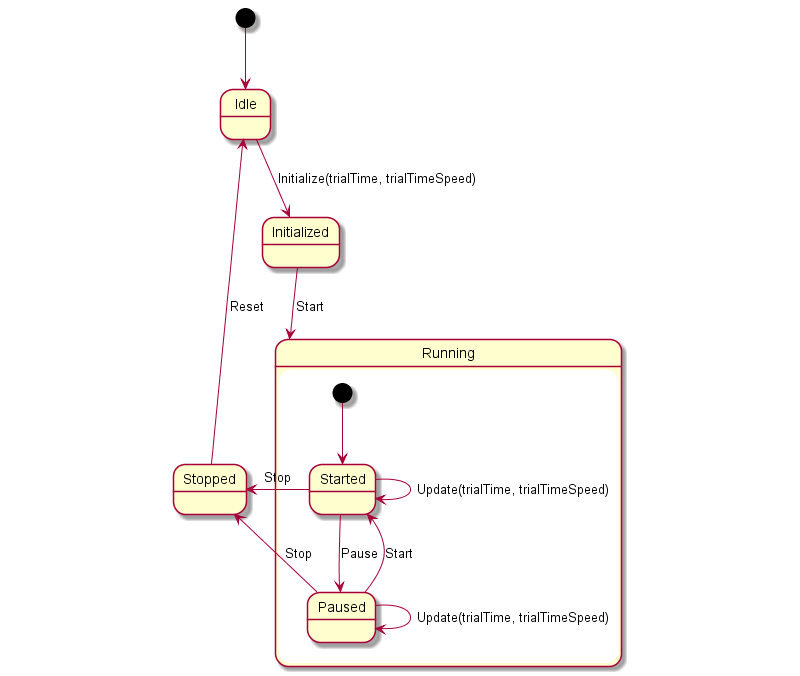 Idle
Initialize(trialTime, trialTimeSpeed)
Initialized
Reset
Start
Running
Stopped
Stop
Started
Update(trialTime, trialTimeSpeed)
Stop
Pause
Start
Paused
Update(trialTime, trialTimeSpeed)